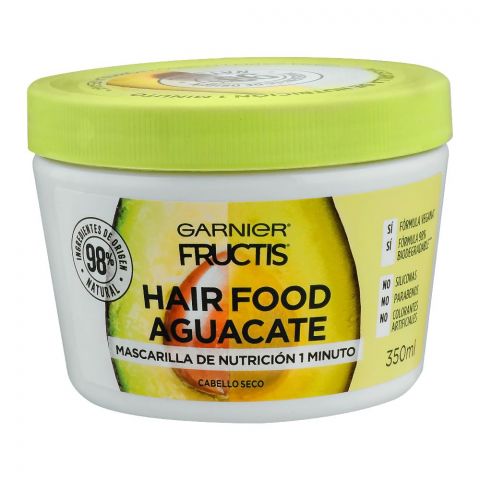 INGREDIENTES DE ORIGEN
98%
NATURAL
GARNIER
FRUCTIS®
HAIR FOOD
AGUACATE
MASCARILLA DE NUTRICIÓN 1 MINUTO
CABELLO SECO
SÍ FÓRMULA VEGANA*
SÍ FÓRMULA 98% BIODEGRADABLE**
NO SILICONAS
NO PARABENOS
NO COLORANTES
ARTIFICIALES
350ml